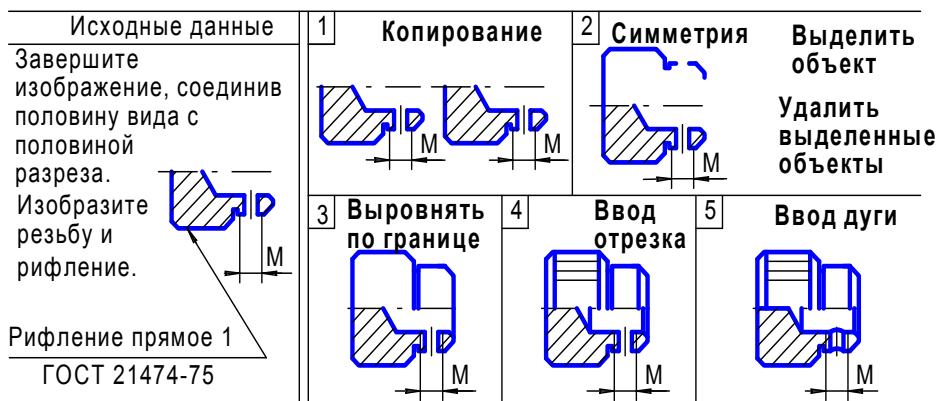 Исходные данные
Завершите
изображение, соединив
половину вида с
половиной
разреза.
Изобразите
резьбу и
рифление.
M
Рифление прямое 1
ГОСТ 21474-75
1
Копирование
M
M
2
Симметрия
Выделить
объект
Удалить
выделенные
объекты
M
3
Выровнять
по границе
M
4
Ввод
отрезка
M
5
Ввод дуги
M